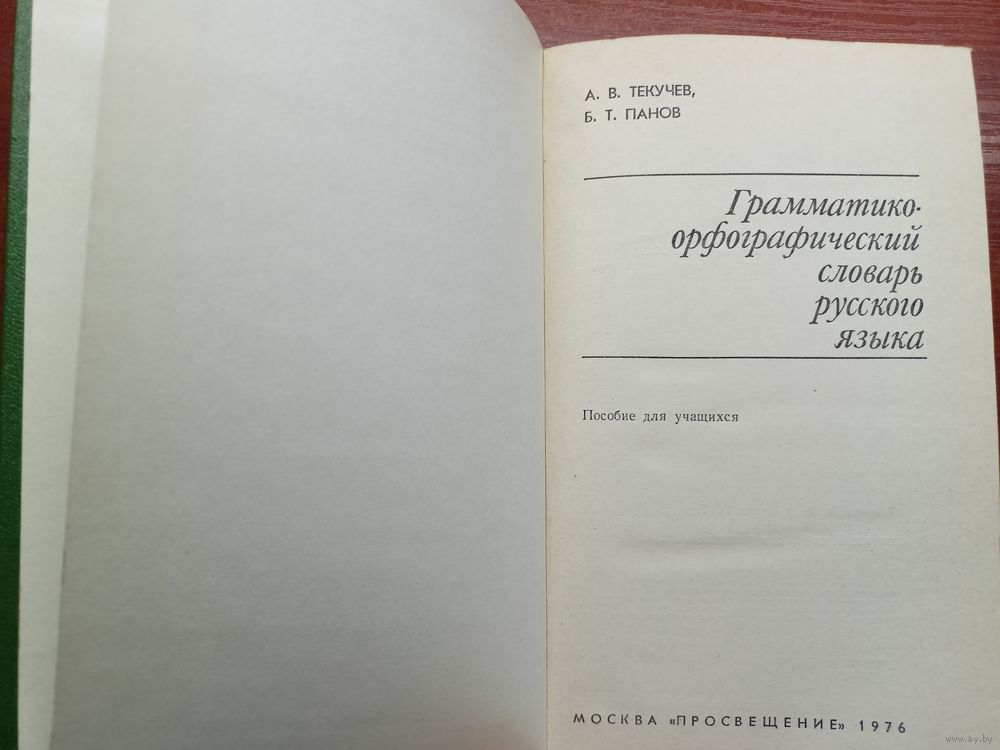 А. В. ТЕКУЧЕВ,
Б. Т. ПАНОВ
Грамматико-
орфографический
словарь
русского
языка
Пособие для учащихся
МОСКВА «ПРОСВЕЩЕНИЕ» 1976
www.ay.by